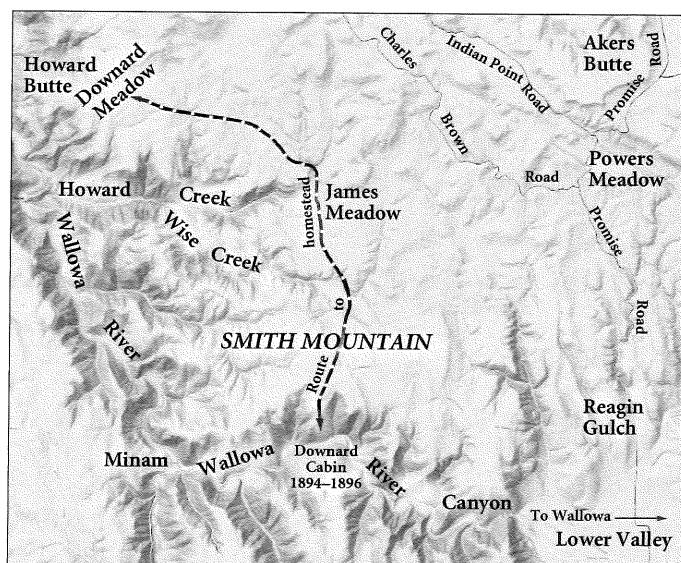 Howard
Butte
Downard
Meadow
Charles
Brown
Road
Indian Point Road
Akers
Butte
Promise
Road
Powers
Meadow
Promise
Road
Howard Creek
James
Meadow
Wise Creek
Wallowa
River
Route to homestead
SMITH MOUNTAIN
Reagin
Gulch
Minam
Wallowa
River
Canyon
Downard
Cabin
1894–1896
To Wallowa
Lower Valley